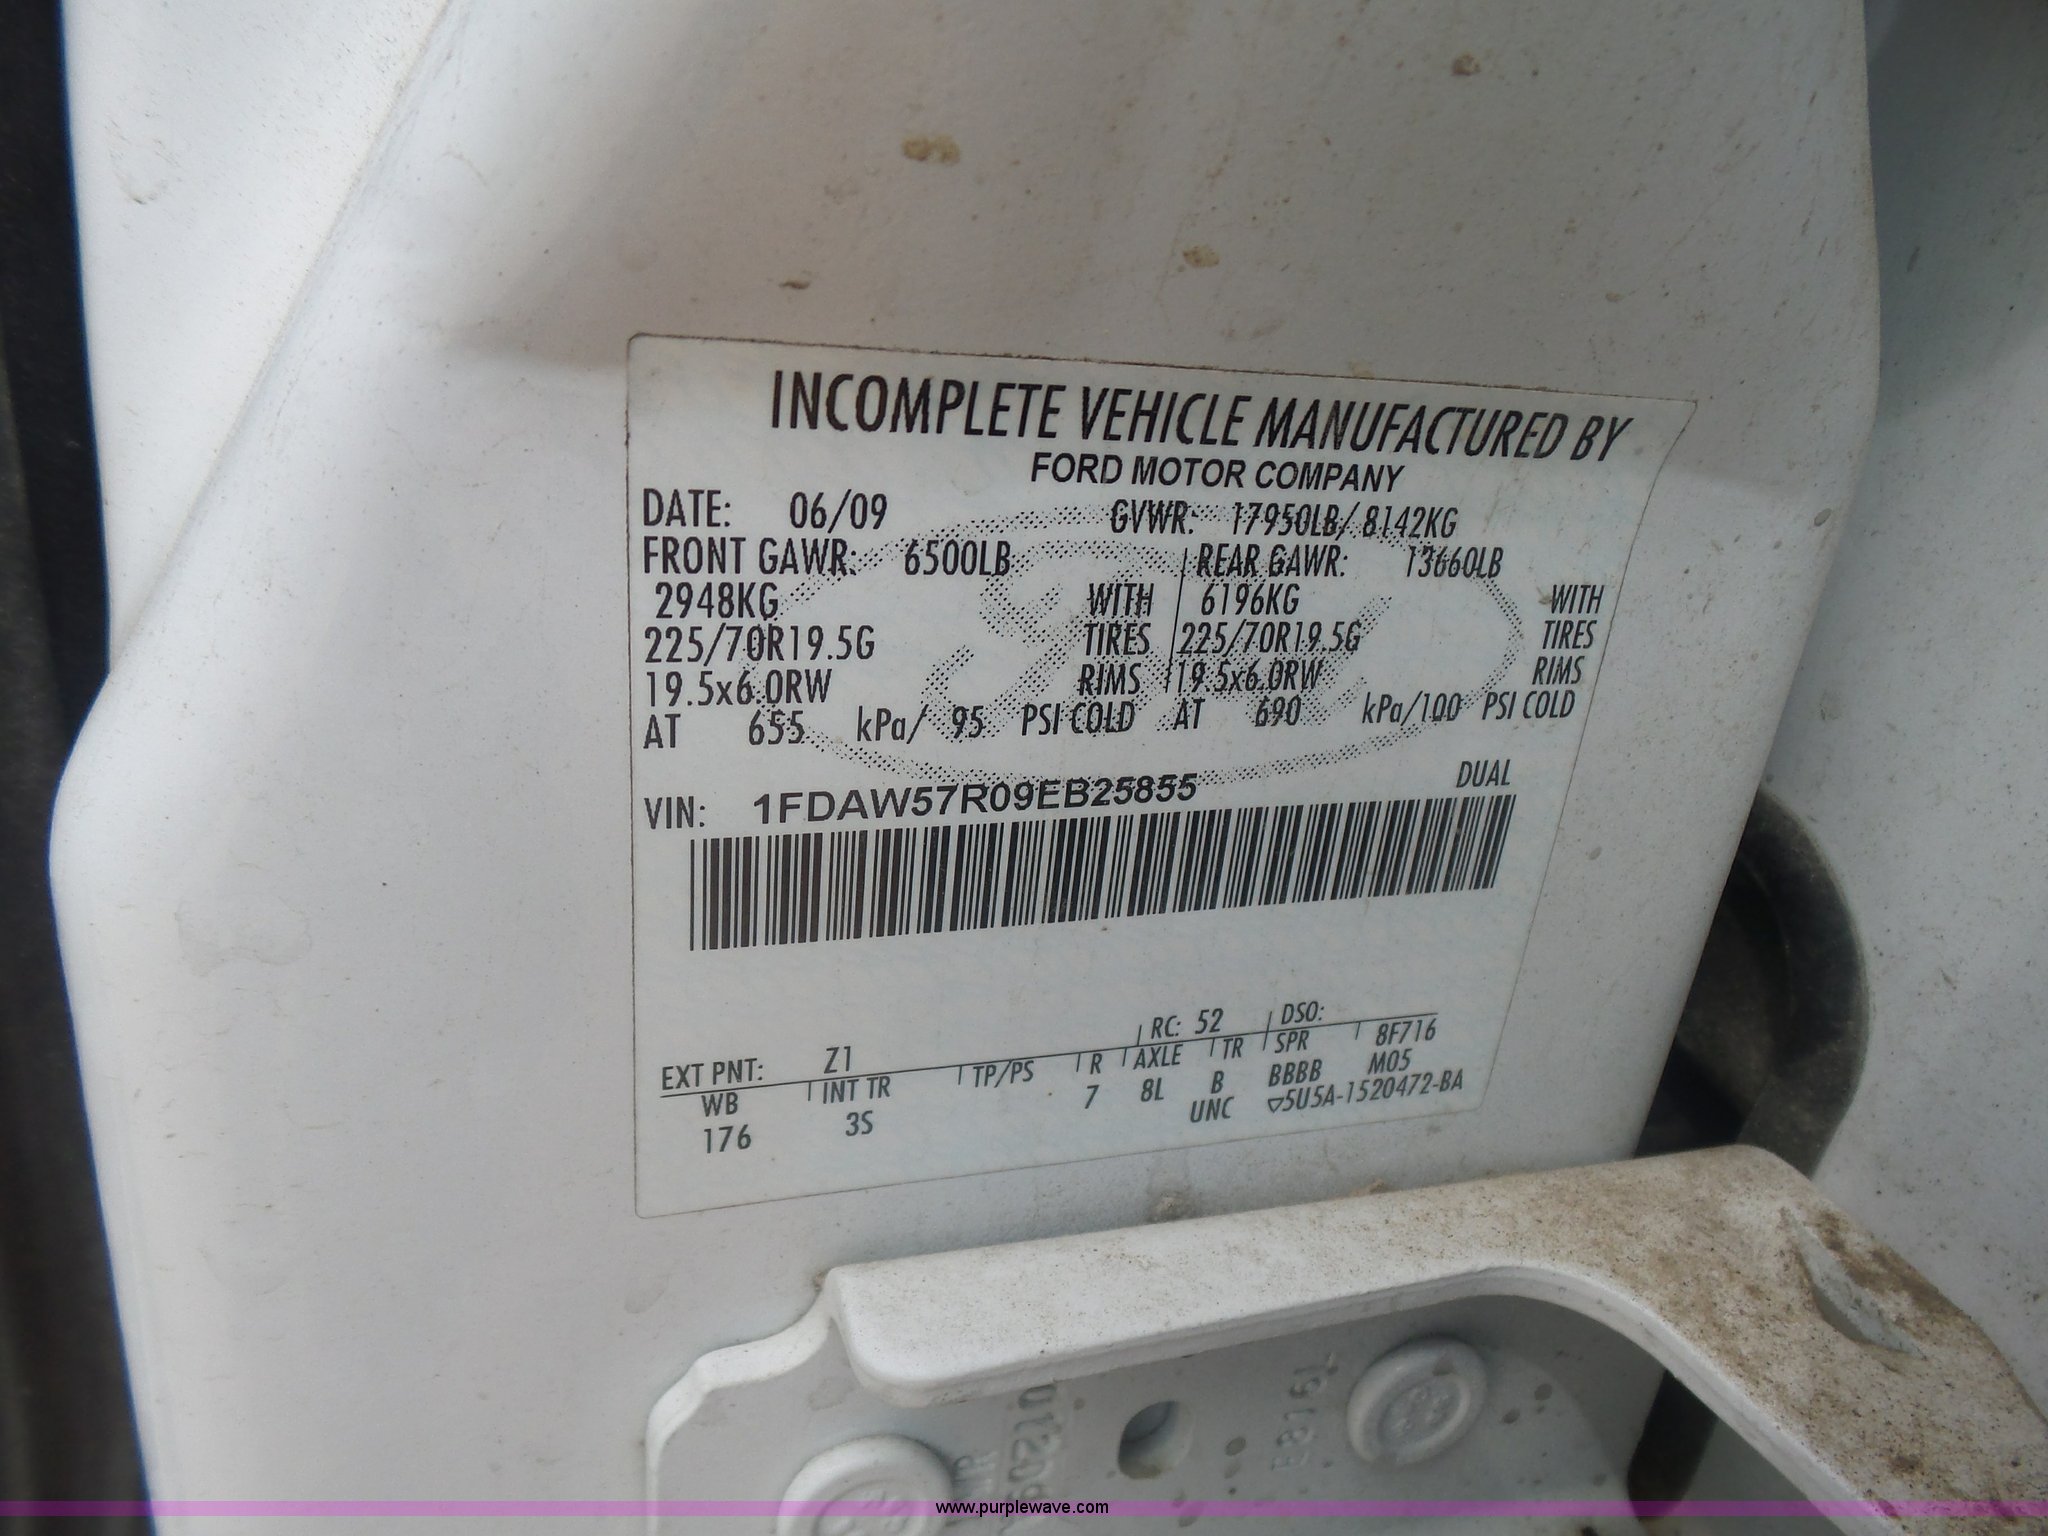 INCOMPLETE VEHICLE MANUFACTURED BY
FORD MOTOR COMPANY
DATE: 06/09 GVWR: 17950LB/ 8142KG
FRONT GAWR: 6500LB REAR GAWR: 13660LB
2948KG WITH 6196KG WITH
225/70R19.5G TIRES 225/70R19.5G TIRES
19.5x6.0RW RIMS 19.5x6.0RW RIMS
AT 655 kPa/ 95 PSI COLD AT 690 kPa/100 PSI COLD
VIN: 1FDAW57R09EB25855 DUAL
EXT PNT: Z1 RC: 52 DSO:
WB INT TR TP/PS R AXLE TR SPR 8F716
176 3S 7 8L B BBBB M05
UNC ▽5U5A-1520472-BA
www.purplewave.com